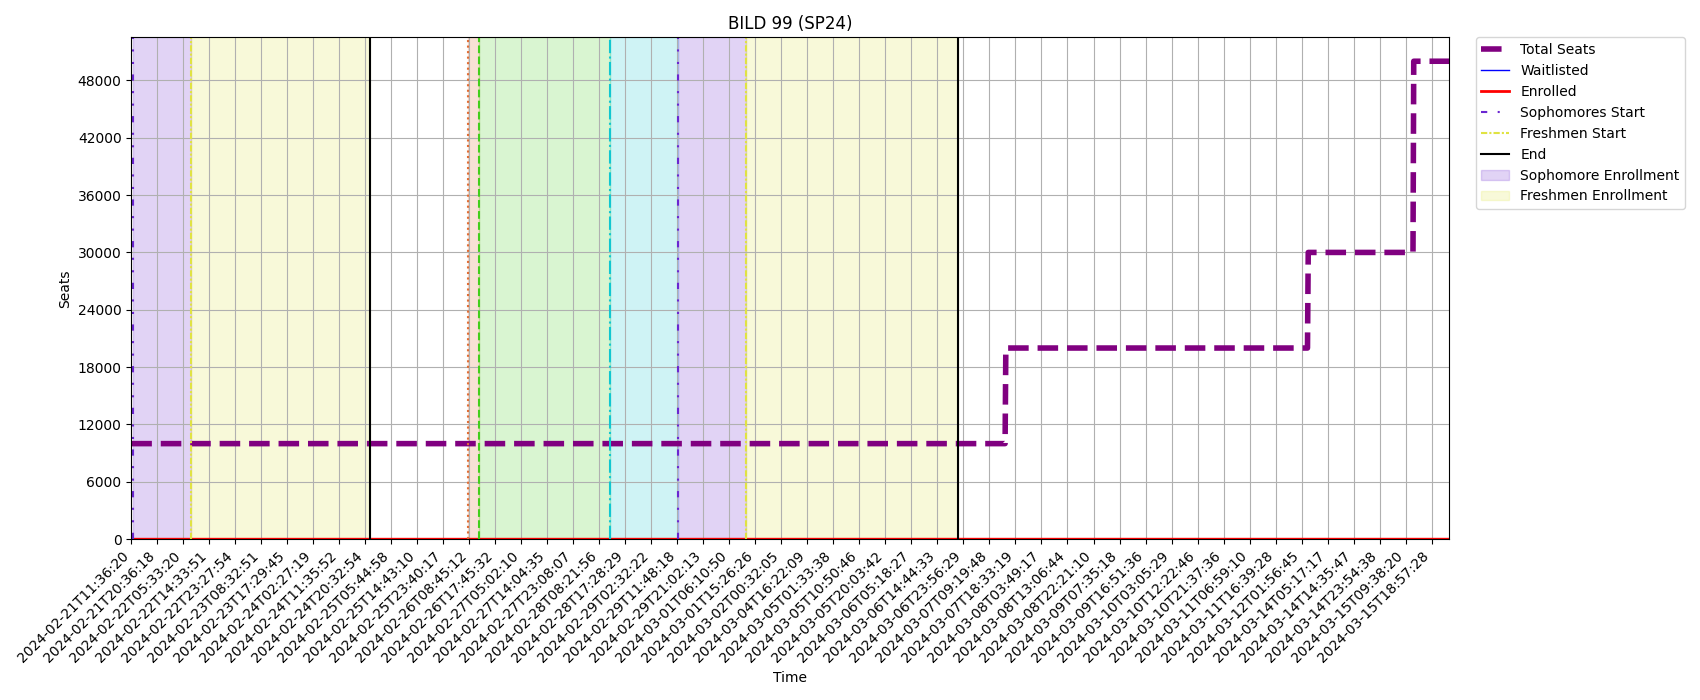 BILD 99 (SP24)
Total Seats
Waitlisted
Enrolled
Sophomores Start
Freshmen Start
End
Sophomore Enrollment
Freshmen Enrollment
Seats
48000
42000
36000
30000
24000
18000
12000
6000
0
2024-02-21T11:36:20
2024-02-21T20:36:18
2024-02-22T05:33:20
2024-02-22T14:33:51
2024-02-22T23:27:54
2024-02-23T08:32:51
2024-02-23T17:29:45
2024-02-24T02:27:19
2024-02-24T11:35:52
2024-02-24T20:32:54
2024-02-25T05:44:58
2024-02-25T14:43:10
2024-02-25T23:40:17
2024-02-26T08:45:12
2024-02-26T17:45:32
2024-02-27T05:02:10
2024-02-27T14:04:35
2024-02-27T23:08:07
2024-02-28T08:21:56
2024-02-28T17:28:29
2024-02-29T02:32:22
2024-02-29T11:48:18
2024-02-29T21:02:13
2024-03-01T06:10:50
2024-03-01T15:26:26
2024-03-02T00:32:05
2024-03-04T16:22:09
2024-03-05T01:33:38
2024-03-05T10:50:46
2024-03-05T20:03:42
2024-03-06T05:18:27
2024-03-06T14:44:33
2024-03-06T23:56:29
2024-03-07T09:19:48
2024-03-07T18:33:19
2024-03-08T03:49:17
2024-03-08T13:06:44
2024-03-08T22:21:10
2024-03-09T07:35:18
2024-03-09T16:51:36
2024-03-10T03:05:29
2024-03-10T12:22:46
2024-03-10T21:37:36
2024-03-11T06:59:10
2024-03-11T16:39:28
2024-03-12T01:56:45
2024-03-14T05:17:17
2024-03-14T14:35:47
2024-03-14T23:54:38
2024-03-15T09:38:20
2024-03-15T18:57:28
Time